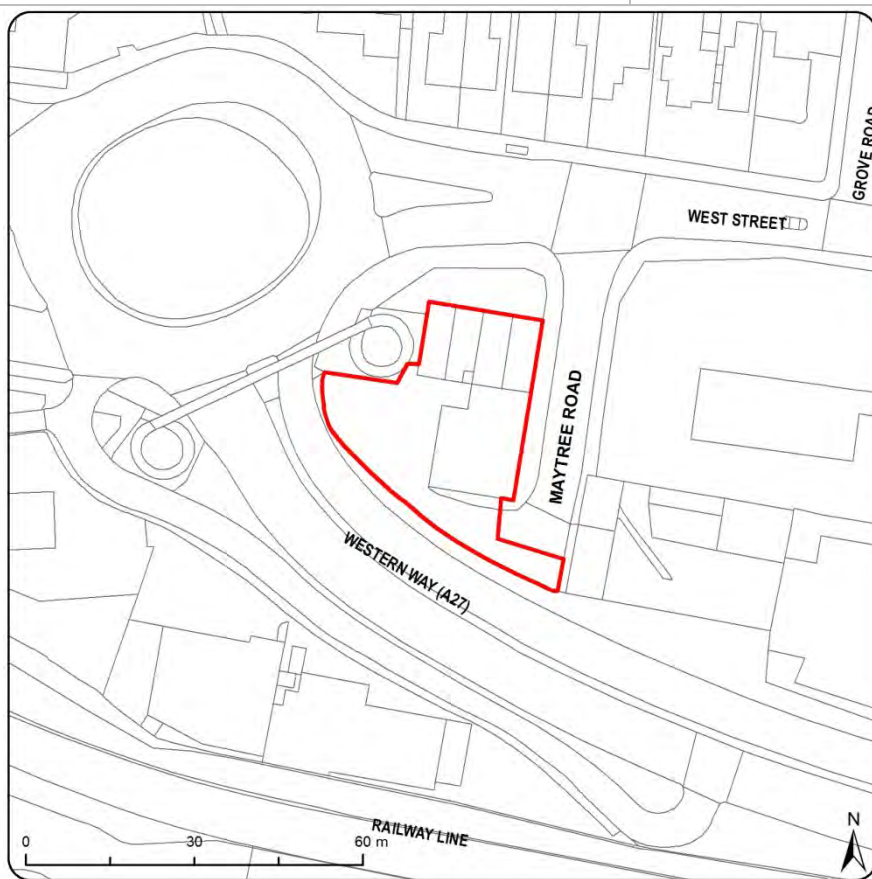 GROVE ROAD
WEST STREET
MAYTREE ROAD
WESTERN WAY (A27)
RAILWAY LINE
0 30 60 m
N